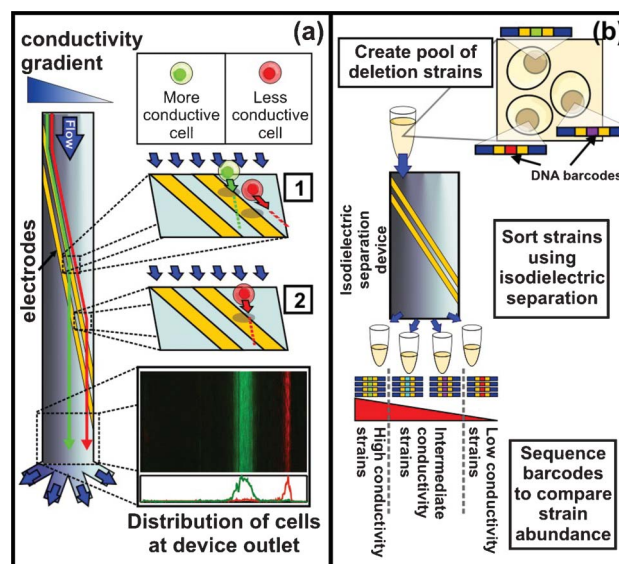 (a)
conductivity
gradient
Flow
electrodes
More
conductive
cell
Less
conductive
cell
1
2
Distribution of cells
at device outlet
(b)
Create pool of
deletion strains
DNA barcodes
Isodielectric
separation
device
Sort strains
using
isodielectric
separation
High conductivity
strains
Intermediate
conductivity
strains
Low conductivity
strains
Sequence
barcodes
to compare
strain
abundance